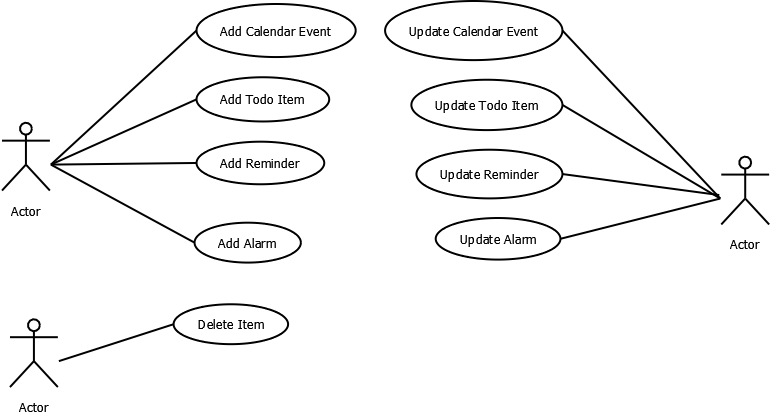 Add Calendar Event
Update Calendar Event
Add Todo Item
Update Todo Item
Add Reminder
Update Reminder
Actor
Add Alarm
Update Alarm
Actor
Delete Item
Actor